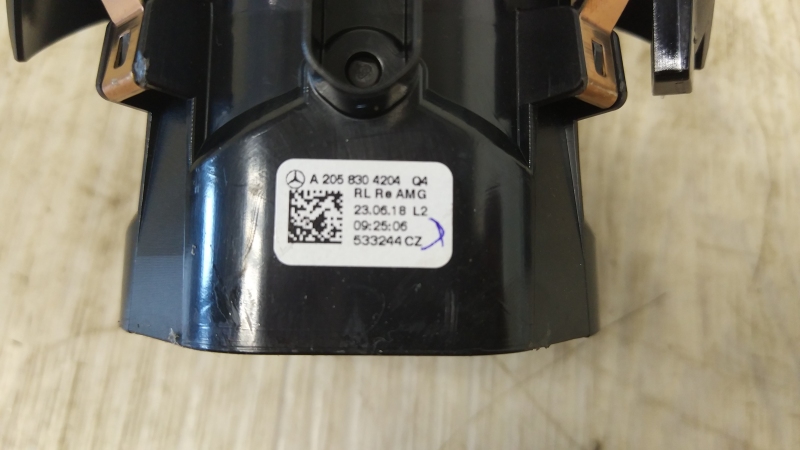 A 205 830 4204 Q4
RL Re AMG
23.06.18 L2
09:25:06
533244 CZ